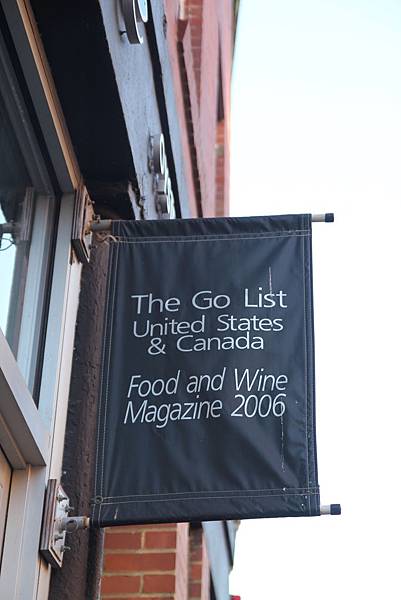 The Go List
United States
& Canada
Food and Wine
Magazine 2006